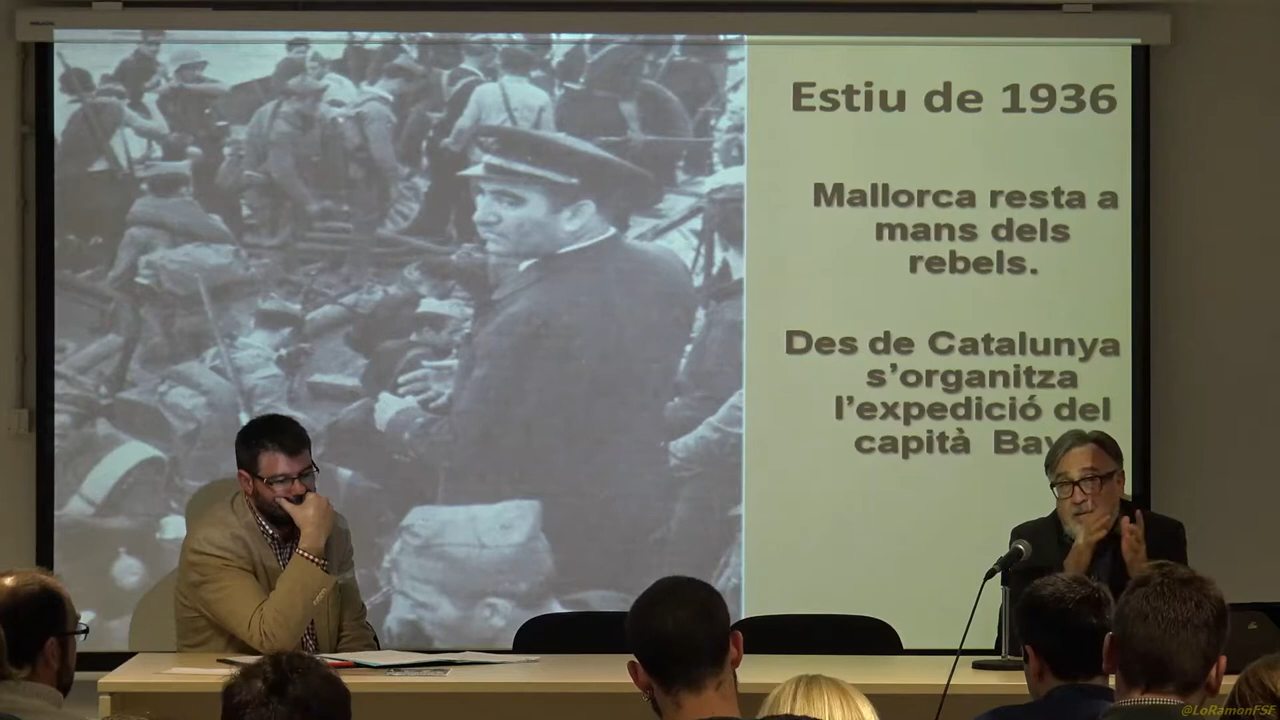 Estiu de 1936
Mallorca resta a
mans dels
rebels.
Des de Catalunya
s'organitza
l'expedició del
capità
@LoRamonFSF